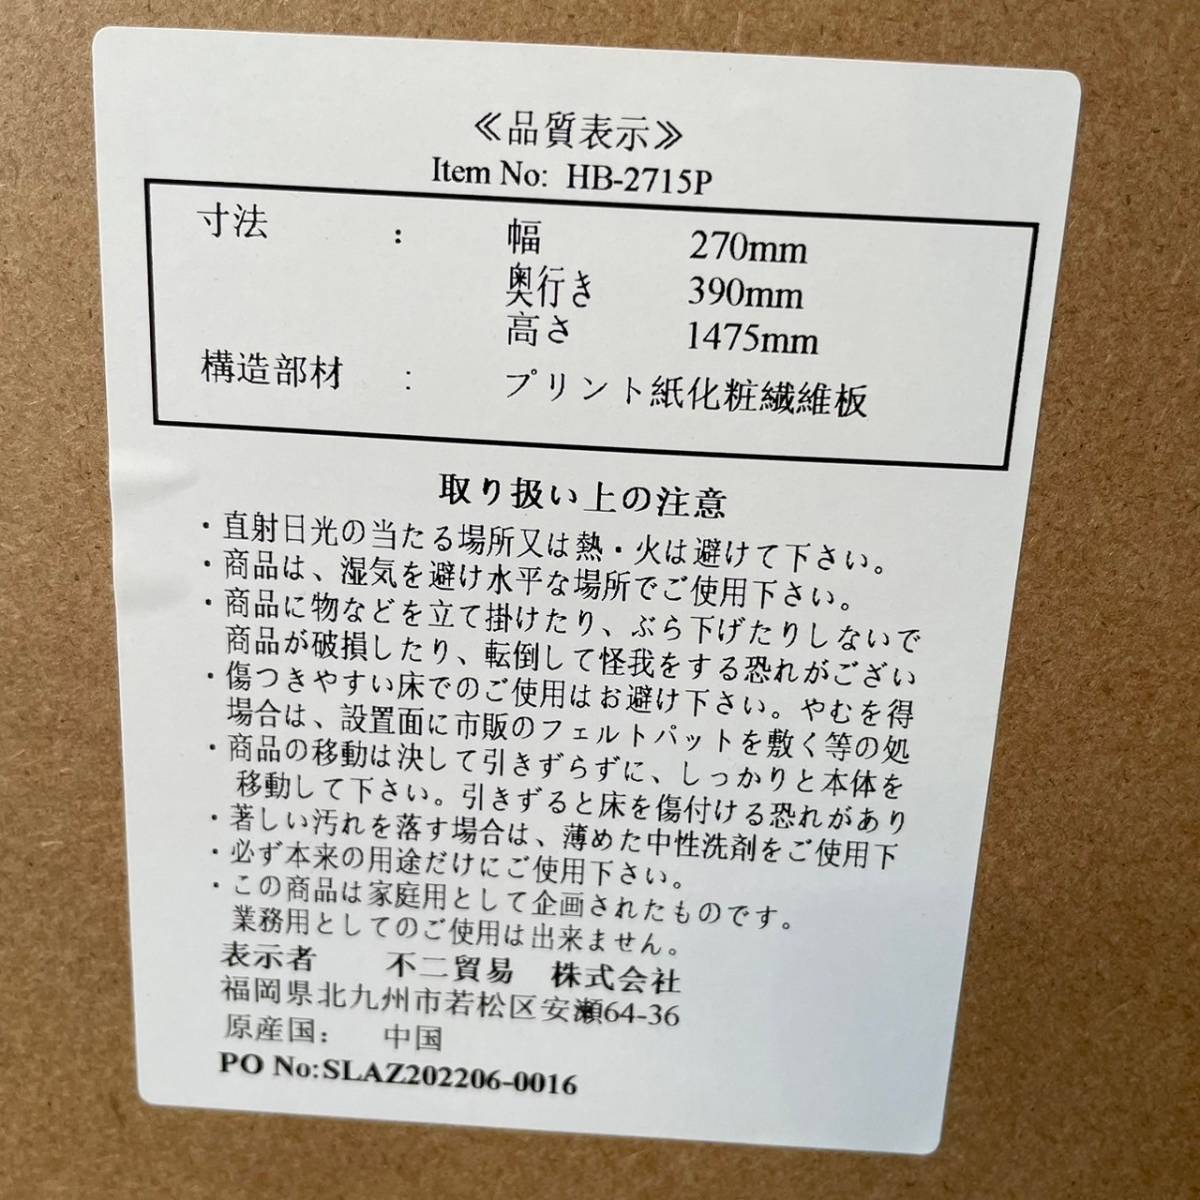 ≪品質表示≫
Item No: HB-2715P
寸法 : 幅 270mm
奥行き 390mm
高さ 1475mm
構造部材 : プリント紙化粧繊維板
取り扱い上の注意
・直射日光の当たる場所又は熱・火は避けて下さい。
・商品は、湿気を避け水平な場所でご使用下さい。
・商品に物などを立て掛けたり、ぶら下げたりしないで
商品が破損したり、転倒して怪我をする恐れがござい
・傷つきやすい床でのご使用はお避け下さい。やむを得
場合は、設置面に市販のフェルトパットを敷く等の処
・商品の移動は決して引きずらずに、しっかりと本体を
移動して下さい。引きずると床を傷付ける恐れがあり
・著しい汚れを落す場合は、薄めた中性洗剤をご使用下
・必ず本来の用途だけにご使用下さい。
・この商品は家庭用として企画されたものです。
業務用としてのご使用は出来ません。
表示者 不二貿易 株式会社
福岡県北九州市若松区安瀬64-36
原産国: 中国
PO No:SLAZ202206-0016